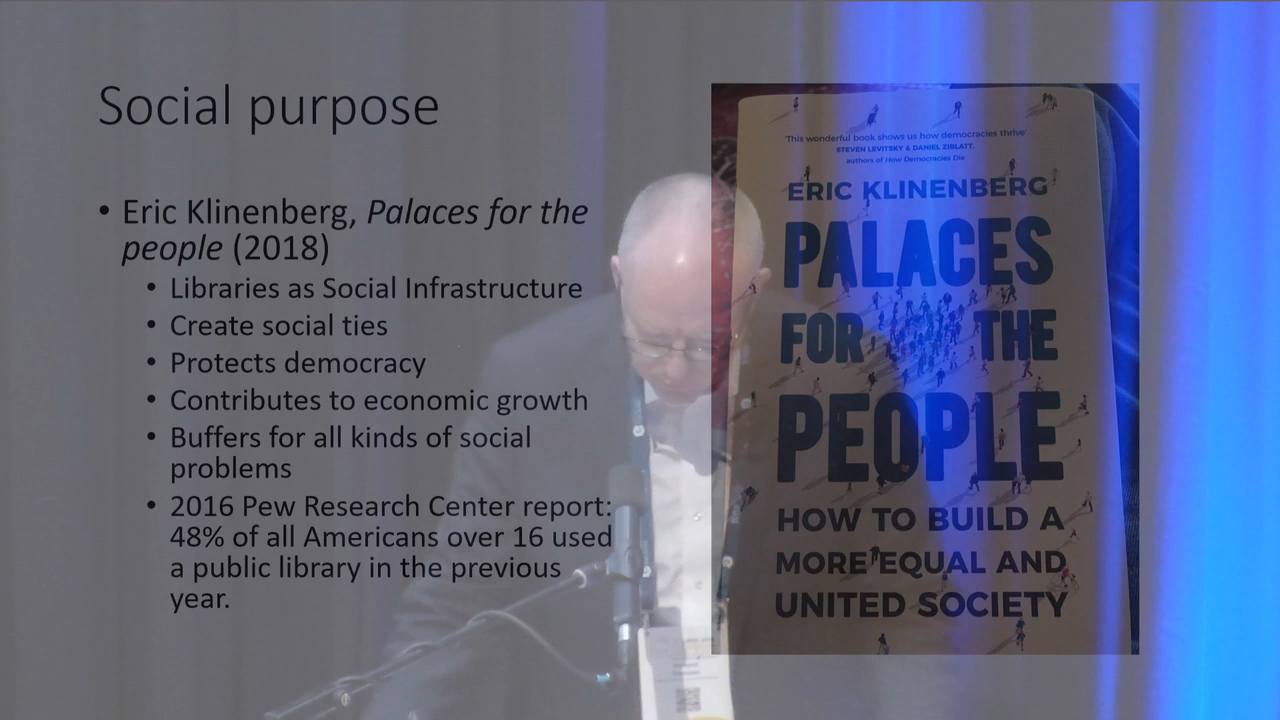 Social purpose
• Eric Klinenberg, Palaces for the
people (2018)
• Libraries as Social Infrastructure
• Create social ties
• Protects democracy
• Contributes to economic growth
• Buffers for all kinds of social
problems
• 2016 Pew Research Center report:
48% of all Americans over 16 used
a public library in the previous
year.
'This wonderful book shows us how democracies thrive'
STEVEN LEVITSKY & DANIEL ZIBLATT,
authors of How Democracies Die
ERIC KLINENBERG
PALACES
FOR THE
PEOPLE
HOW TO BUILD A
MORE EQUAL AND
UNITED SOCIETY